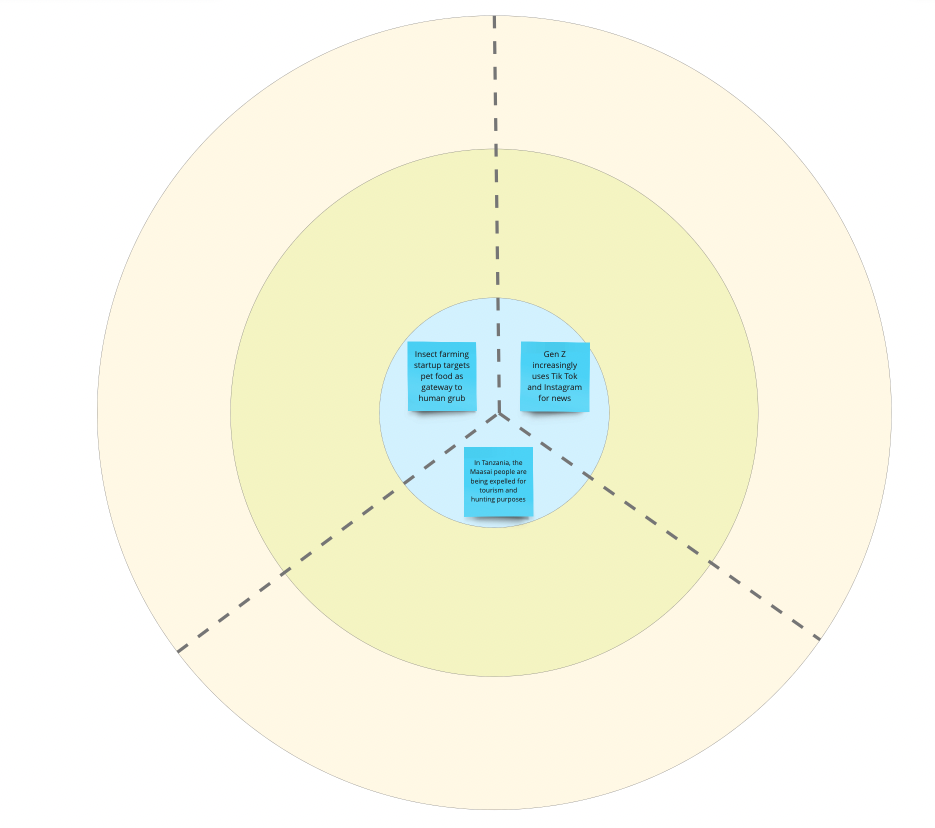 Insect farming
startup targets
pet food as
gateway to
human grub
Gen Z
increasingly
uses Tik Tok
and Instagram
for news
In Tanzania, the
Maasai people are
being expelled for
tourism and
hunting purposes